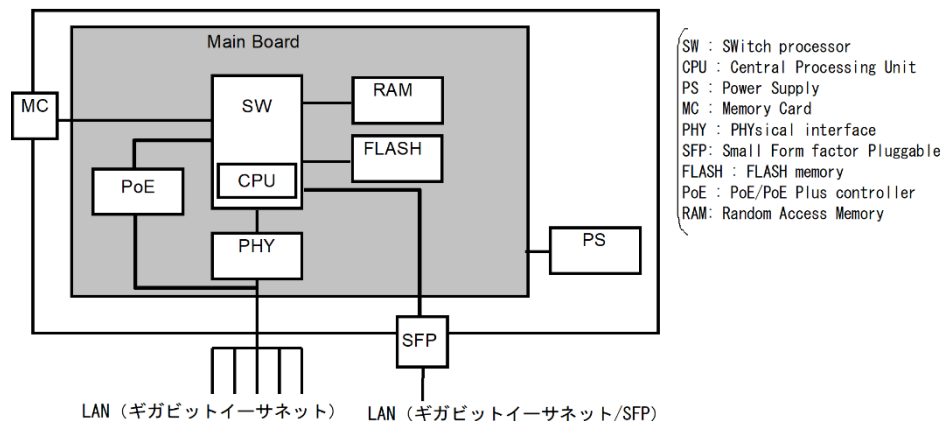 Main Board
MC
SW
RAM
FLASH
CPU
PoE
PHY
PS
SFP
LAN（ギガビットイーサネット）
LAN（ギガビットイーサネット/SFP）
SW : SWitch processor
CPU : Central Processing Unit
PS : Power Supply
MC : Memory Card
PHY : PHYsical interface
SFP: Small Form factor Pluggable
FLASH : FLASH memory
PoE : PoE/PoE Plus controller
RAM: Random Access Memory